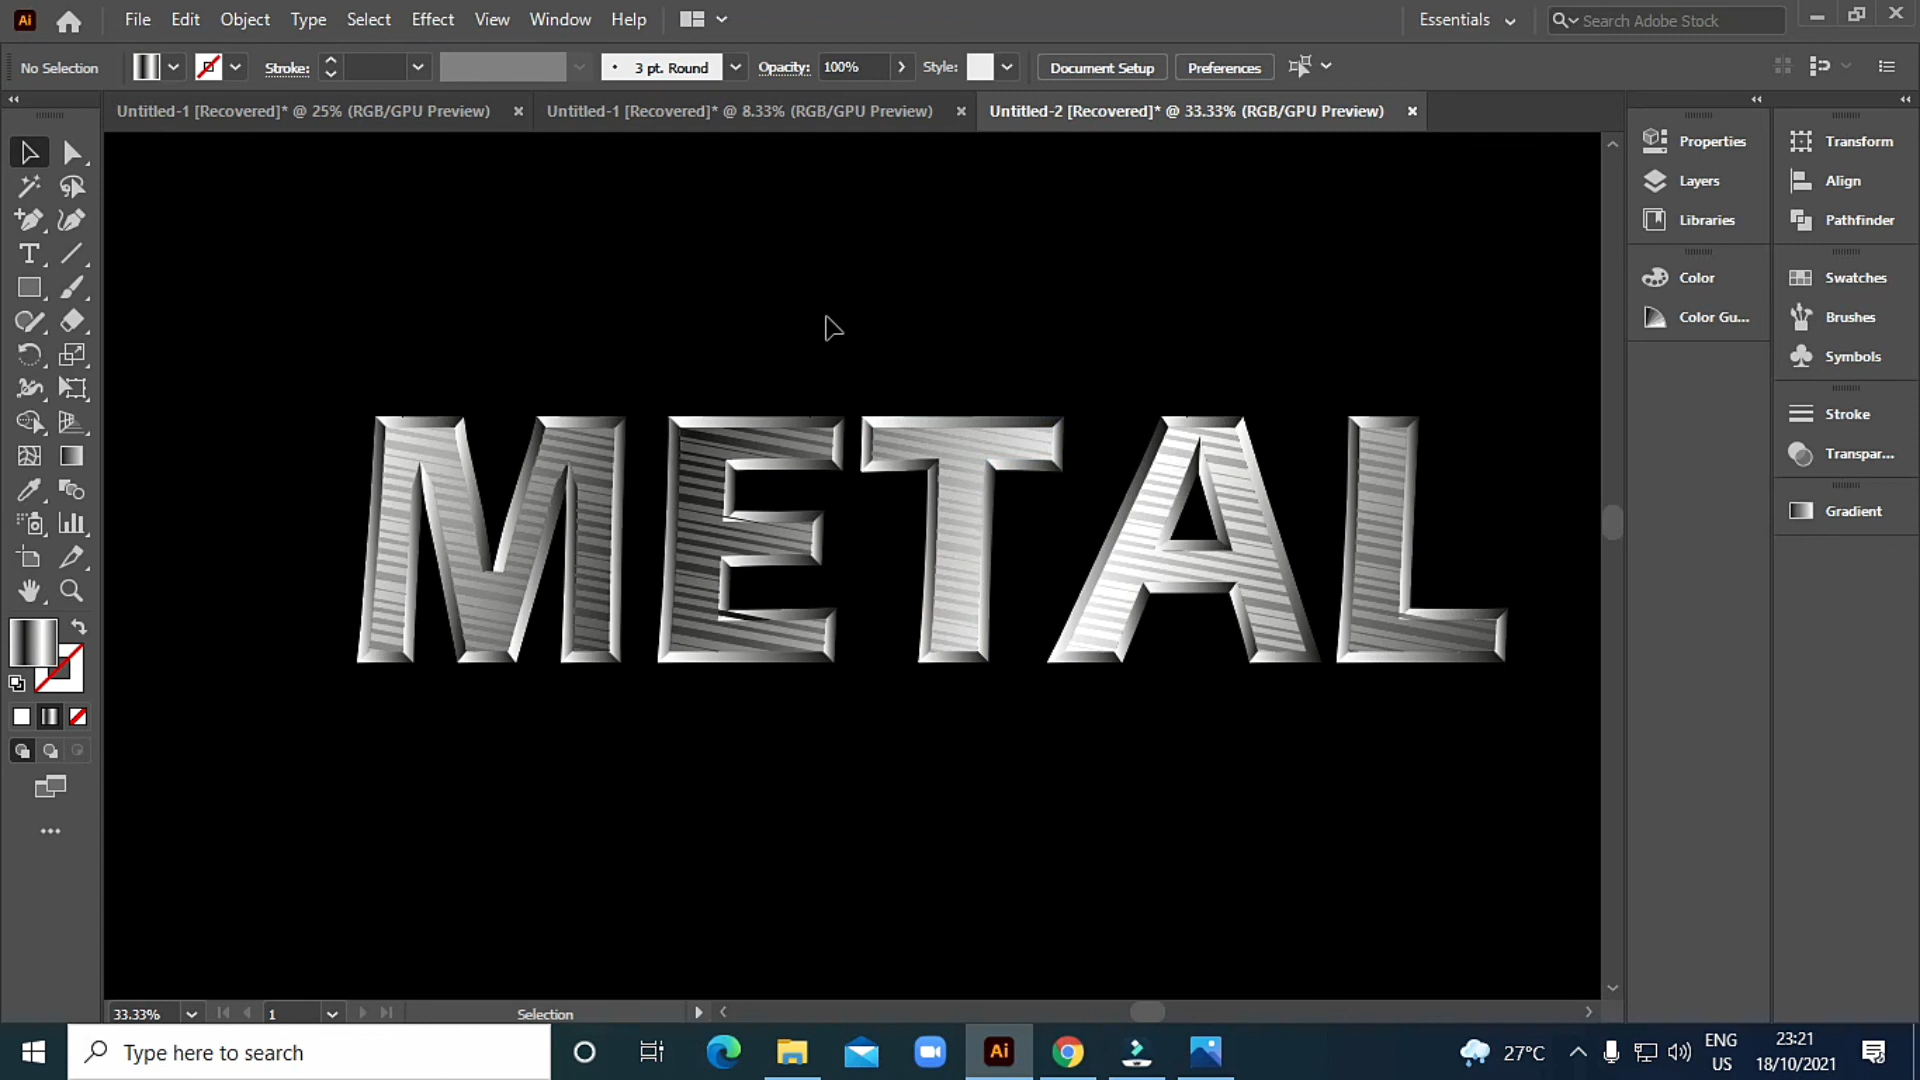 Ai File Edit Object Type Select Effect View Window Help Essentials Search Adobe Stock
No Selection Stroke: 3 pt. Round Opacity: 100% Style: Document Setup Preferences
Untitled-1 [Recovered]* @ 25% (RGB/GPU Preview) Untitled-1 [Recovered]* @ 8.33% (RGB/GPU Preview) Untitled-2 [Recovered]* @ 33.33% (RGB/GPU Preview)
Properties Transform
Layers Align
Libraries Pathfinder
Color Swatches
Color Gu... Brushes
Symbols
Stroke
Transpar...
Gradient
METAL
33.33% 1 Selection
Type here to search Ai 27°C ENG 23:21
US 18/10/2021